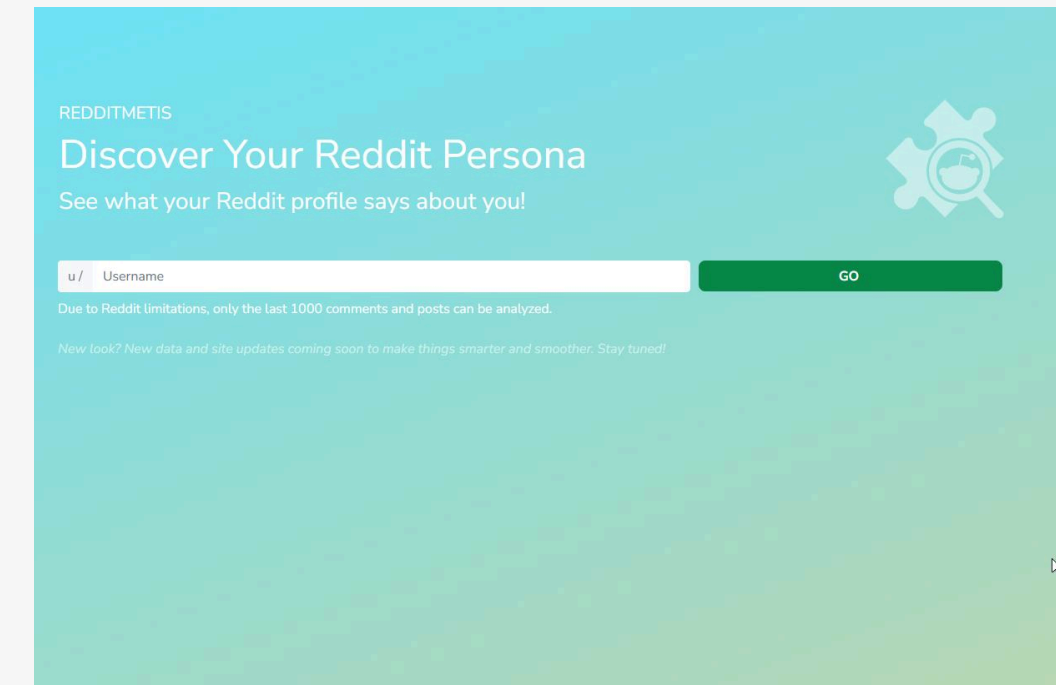 REDDITMETIS
Discover Your Reddit Persona
See what your Reddit profile says about you!
u/ Username GO
Due to Reddit limitations, only the last 1000 comments and posts can be analyzed.
New look? New data and site updates coming soon to make things smarter and smoother. Stay tuned!